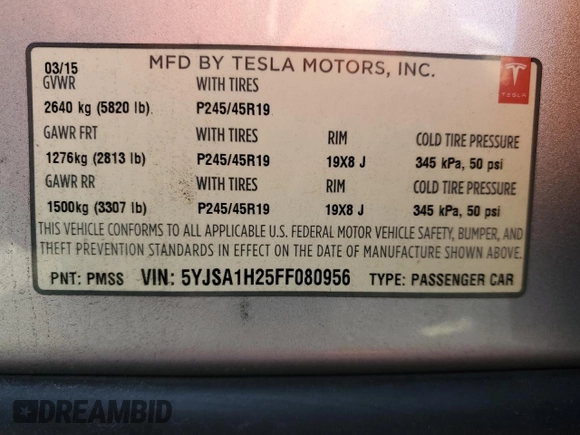 03/15 MFD BY TESLA MOTORS, INC.
TESLA
GVWR WITH TIRES
2640 kg (5820 lb) P245/45R19
GAWR FRT WITH TIRES RIM COLD TIRE PRESSURE
1276kg (2813 lb) P245/45R19 19X8 J 345 kPa, 50 psi
GAWR RR WITH TIRES RIM COLD TIRE PRESSURE
1500kg (3307 lb) P245/45R19 19X8 J 345 kPa, 50 psi
THIS VEHICLE CONFORMS TO ALL APPLICABLE U.S. FEDERAL MOTOR VEHICLE SAFETY, BUMPER, AND
THEFT PREVENTION STANDARDS IN EFFECT ON THE DATE OF MANUFACTURE SHOWN ABOVE.
PNT: PMSS VIN: 5YJSA1H25FF080956 TYPE: PASSENGER CAR
DREAMBID